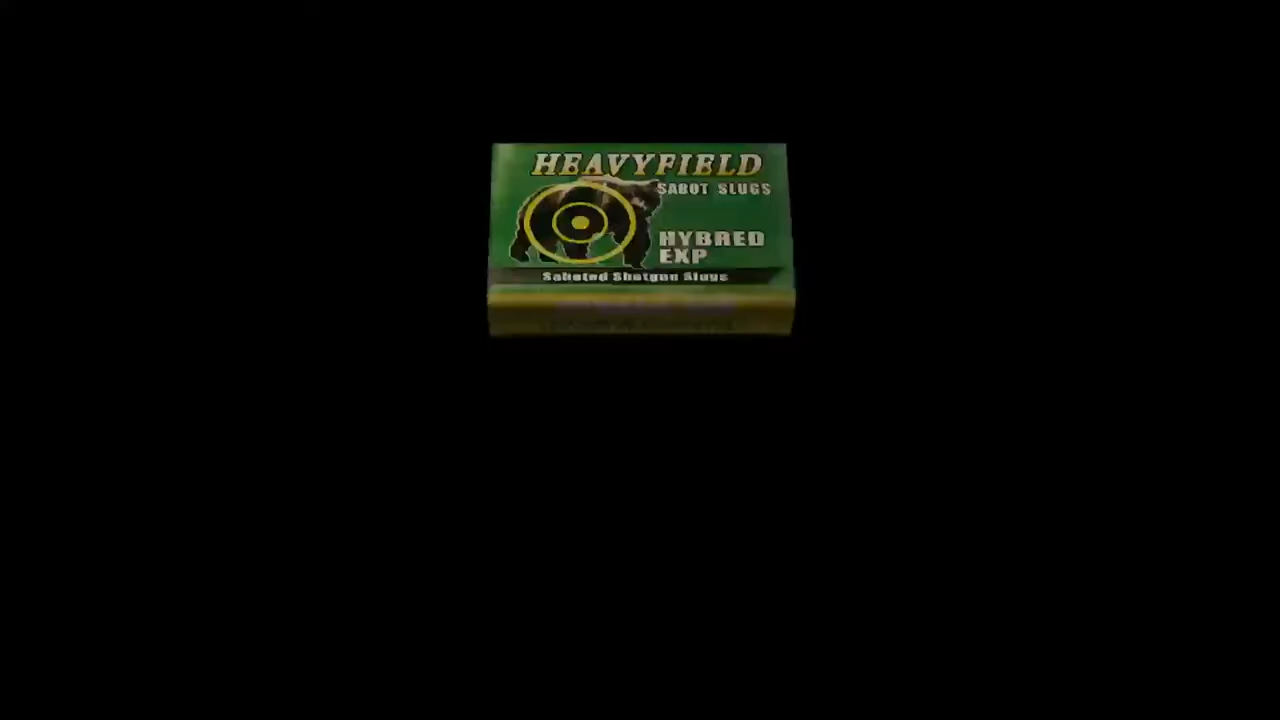 HEAVYFIELD
SABOT SLUGS
HYBRED
EXP
Saboted Shotgun Slugs